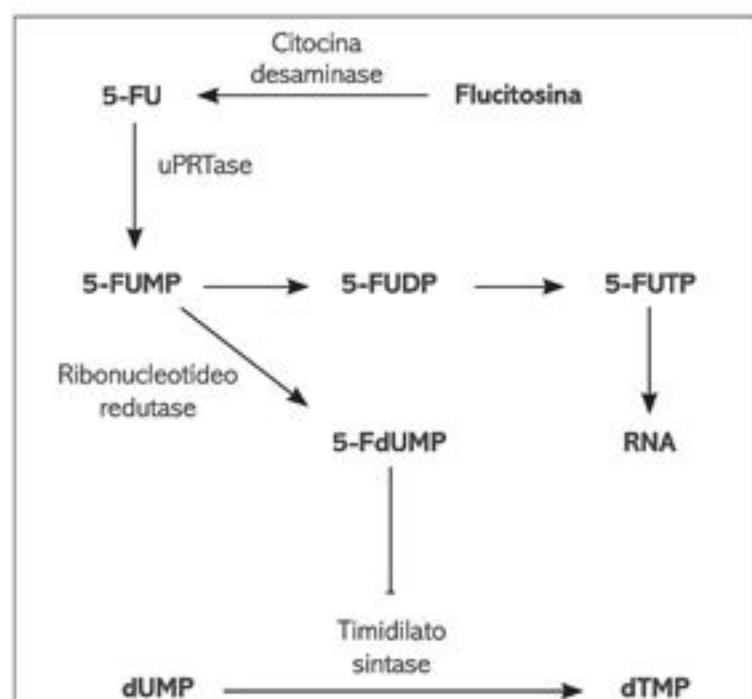 Citocina
desaminase
5-FU
Flucitosina
uPRTase
5-FUMP
5-FUDP
5-FUTP
Ribonucleotídeo
redutase
5-FdUMP
RNA
Timidilato
sintase
dUMP
dTMP